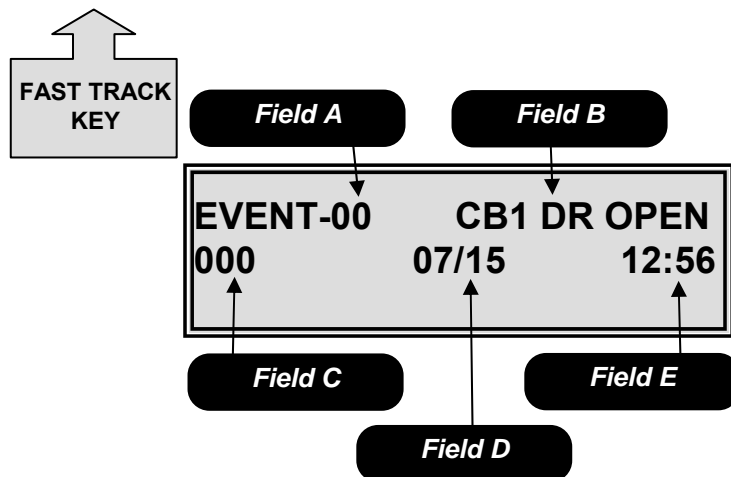 FAST TRACK
KEY
Field A
Field B
EVENT-00 CB1 DR OPEN
000 07/15 12:56
Field C
Field E
Field D